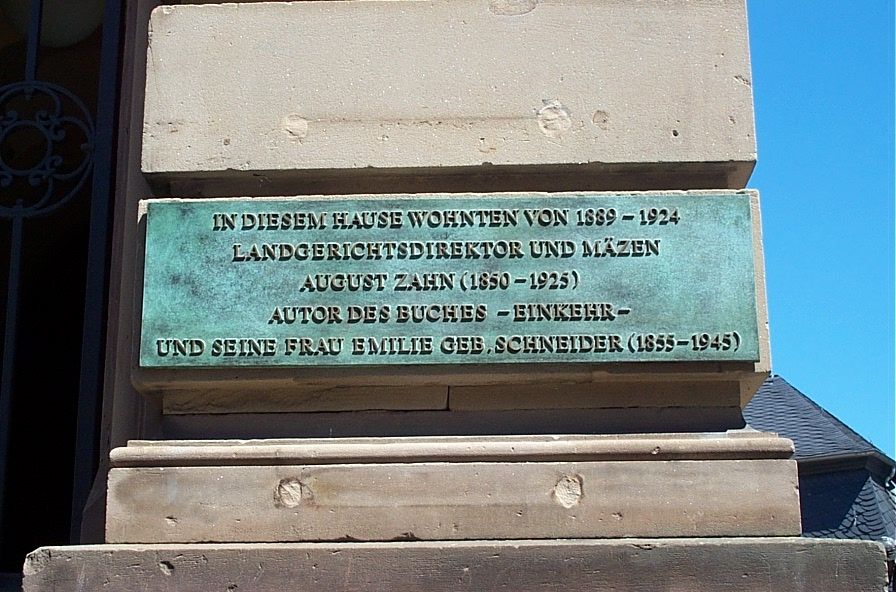 IN DIESEM HAUSE WOHNTEN VON 1889 – 1924
LANDGERICHTSDIREKTOR UND MÄZEN
AUGUST ZAHN (1850 – 1925)
AUTOR DES BUCHES – EINKEHR –
UND SEINE FRAU EMILIE GEB. SCHNEIDER (1855 – 1945)